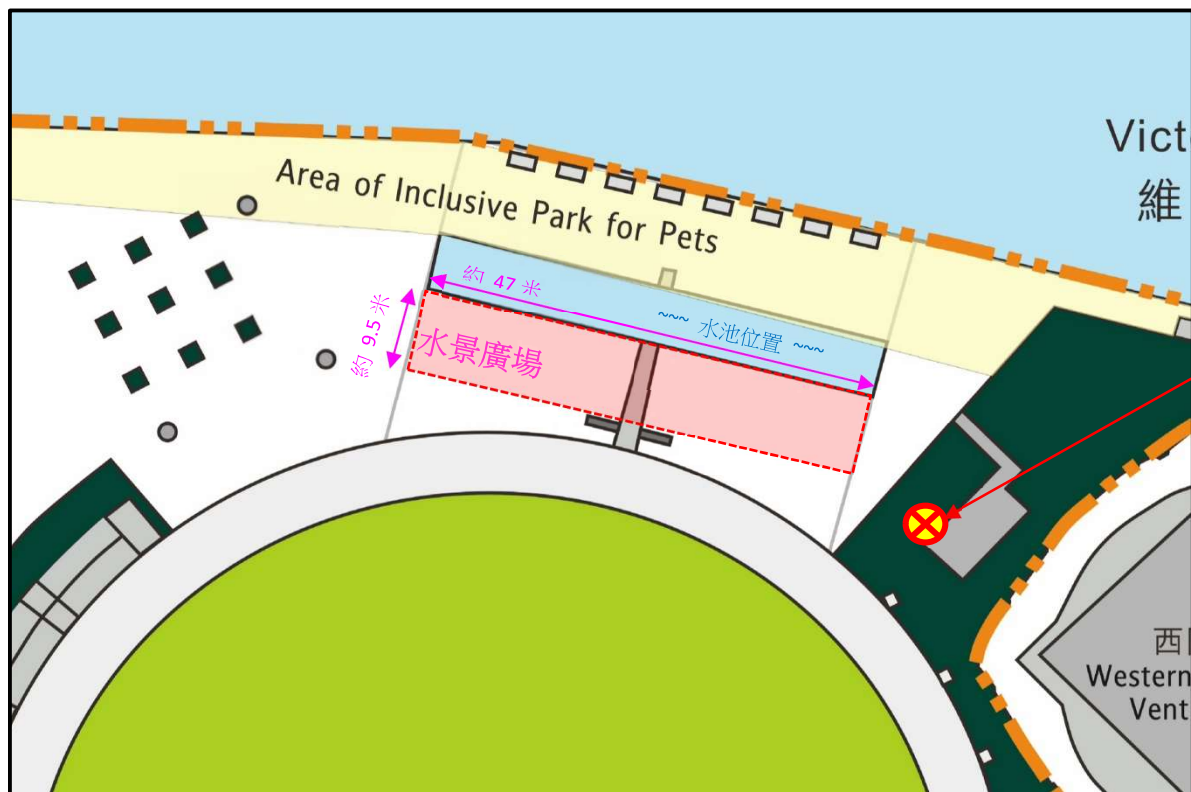 Vict
維
Area of Inclusive Park for Pets
約 47 米
約 9.5 米
~~~ 水池位置 ~~~
水景廣場
西
Western
Vent